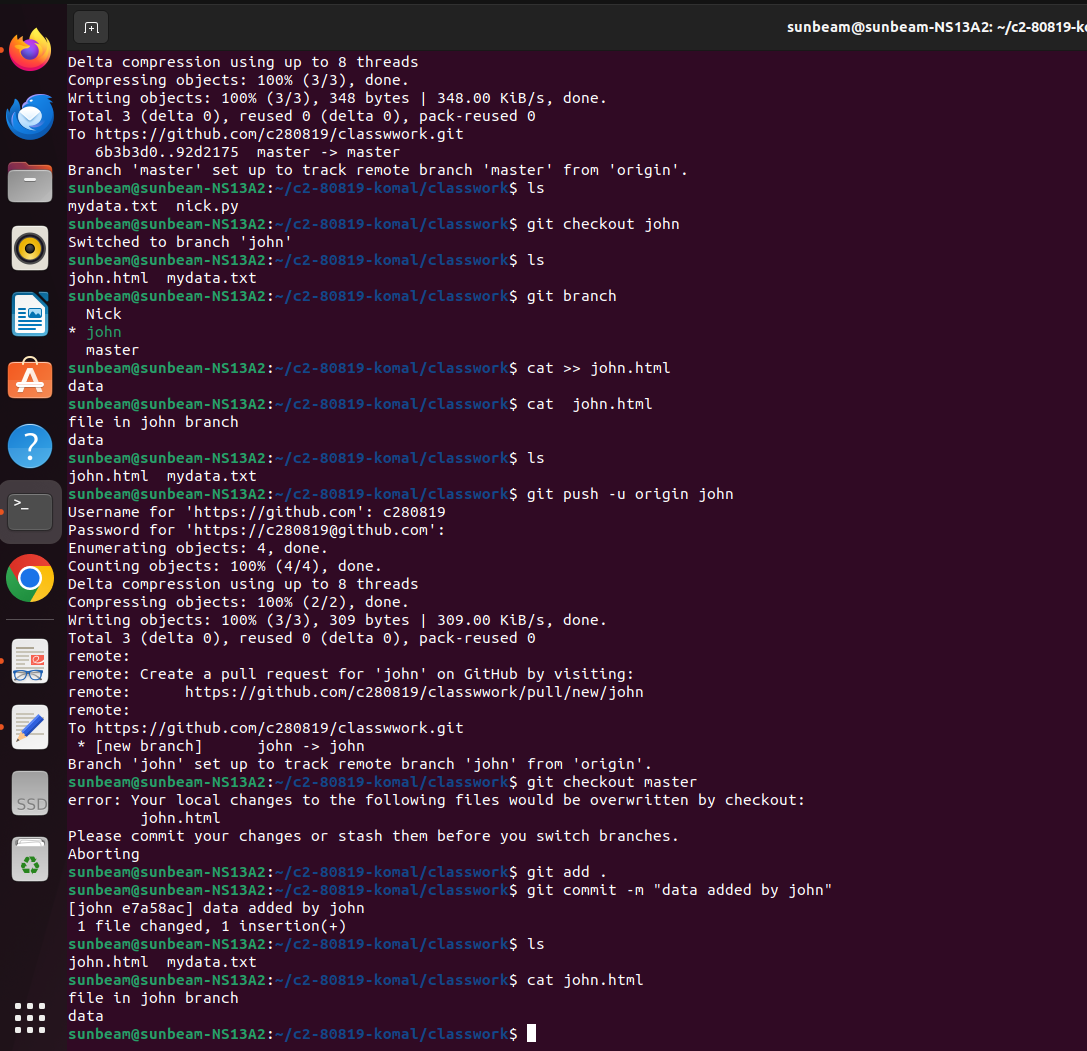 sunbeam@sunbeam-NS13A2: ~/c2-80819-k
Delta compression using up to 8 threads
Compressing objects: 100% (3/3), done.
Writing objects: 100% (3/3), 348 bytes | 348.00 KiB/s, done.
Total 3 (delta 0), reused 0 (delta 0), pack-reused 0
To https://github.com/c280819/classwwork.git
   6b3b3d0..92d2175  master -> master
Branch 'master' set up to track remote branch 'master' from 'origin'.
sunbeam@sunbeam-NS13A2:~/c2-80819-komal/classwork$ ls
mydata.txt  nick.py
sunbeam@sunbeam-NS13A2:~/c2-80819-komal/classwork$ git checkout john
Switched to branch 'john'
sunbeam@sunbeam-NS13A2:~/c2-80819-komal/classwork$ ls
john.html  mydata.txt
sunbeam@sunbeam-NS13A2:~/c2-80819-komal/classwork$ git branch
  Nick
* john
  master
sunbeam@sunbeam-NS13A2:~/c2-80819-komal/classwork$ cat >> john.html
data
sunbeam@sunbeam-NS13A2:~/c2-80819-komal/classwork$ cat  john.html
file in john branch
data
sunbeam@sunbeam-NS13A2:~/c2-80819-komal/classwork$ ls
john.html  mydata.txt
sunbeam@sunbeam-NS13A2:~/c2-80819-komal/classwork$ git push -u origin john
Username for 'https://github.com': c280819
Password for 'https://c280819@github.com':
Enumerating objects: 4, done.
Counting objects: 100% (4/4), done.
Delta compression using up to 8 threads
Compressing objects: 100% (2/2), done.
Writing objects: 100% (3/3), 309 bytes | 309.00 KiB/s, done.
Total 3 (delta 0), reused 0 (delta 0), pack-reused 0
remote:
remote: Create a pull request for 'john' on GitHub by visiting:
remote:      https://github.com/c280819/classwwork/pull/new/john
remote:
To https://github.com/c280819/classwwork.git
 * [new branch]      john -> john
Branch 'john' set up to track remote branch 'john' from 'origin'.
sunbeam@sunbeam-NS13A2:~/c2-80819-komal/classwork$ git checkout master
error: Your local changes to the following files would be overwritten by checkout:
        john.html
Please commit your changes or stash them before you switch branches.
Aborting
sunbeam@sunbeam-NS13A2:~/c2-80819-komal/classwork$ git add .
sunbeam@sunbeam-NS13A2:~/c2-80819-komal/classwork$ git commit -m "data added by john"
[john e7a58ac] data added by john
 1 file changed, 1 insertion(+)
sunbeam@sunbeam-NS13A2:~/c2-80819-komal/classwork$ ls
john.html  mydata.txt
sunbeam@sunbeam-NS13A2:~/c2-80819-komal/classwork$ cat john.html
file in john branch
data
sunbeam@sunbeam-NS13A2:~/c2-80819-komal/classwork$
SSD